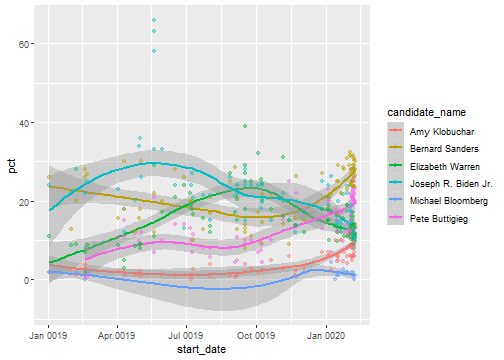 60
40
20
0
pct
Jan 0019
Apr 0019
Jul 0019
Oct 0019
Jan 0020
start_date
candidate_name
Amy Klobuchar
Bernard Sanders
Elizabeth Warren
Joseph R. Biden Jr.
Michael Bloomberg
Pete Buttigieg